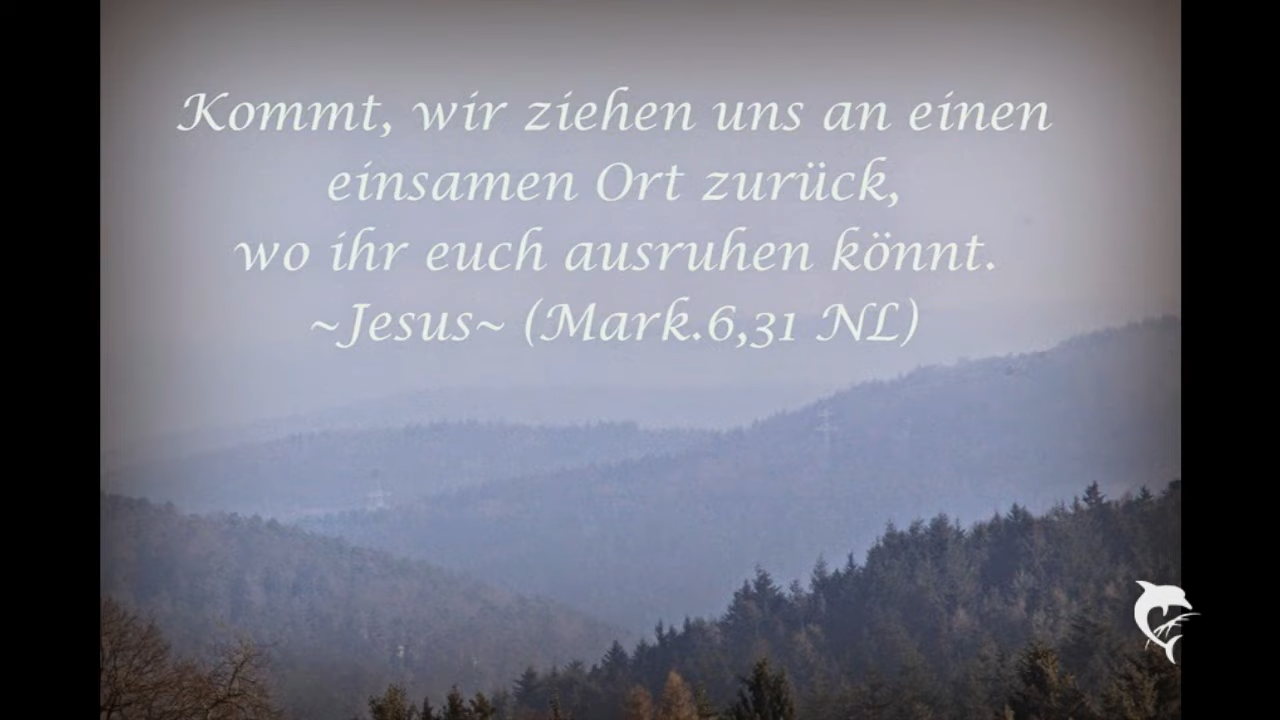 Kommt, wir ziehen uns an einen
einsamen Ort zurück,
wo ihr euch ausruhen könnt.
~Jesus~ (Mark.6,31 NL)